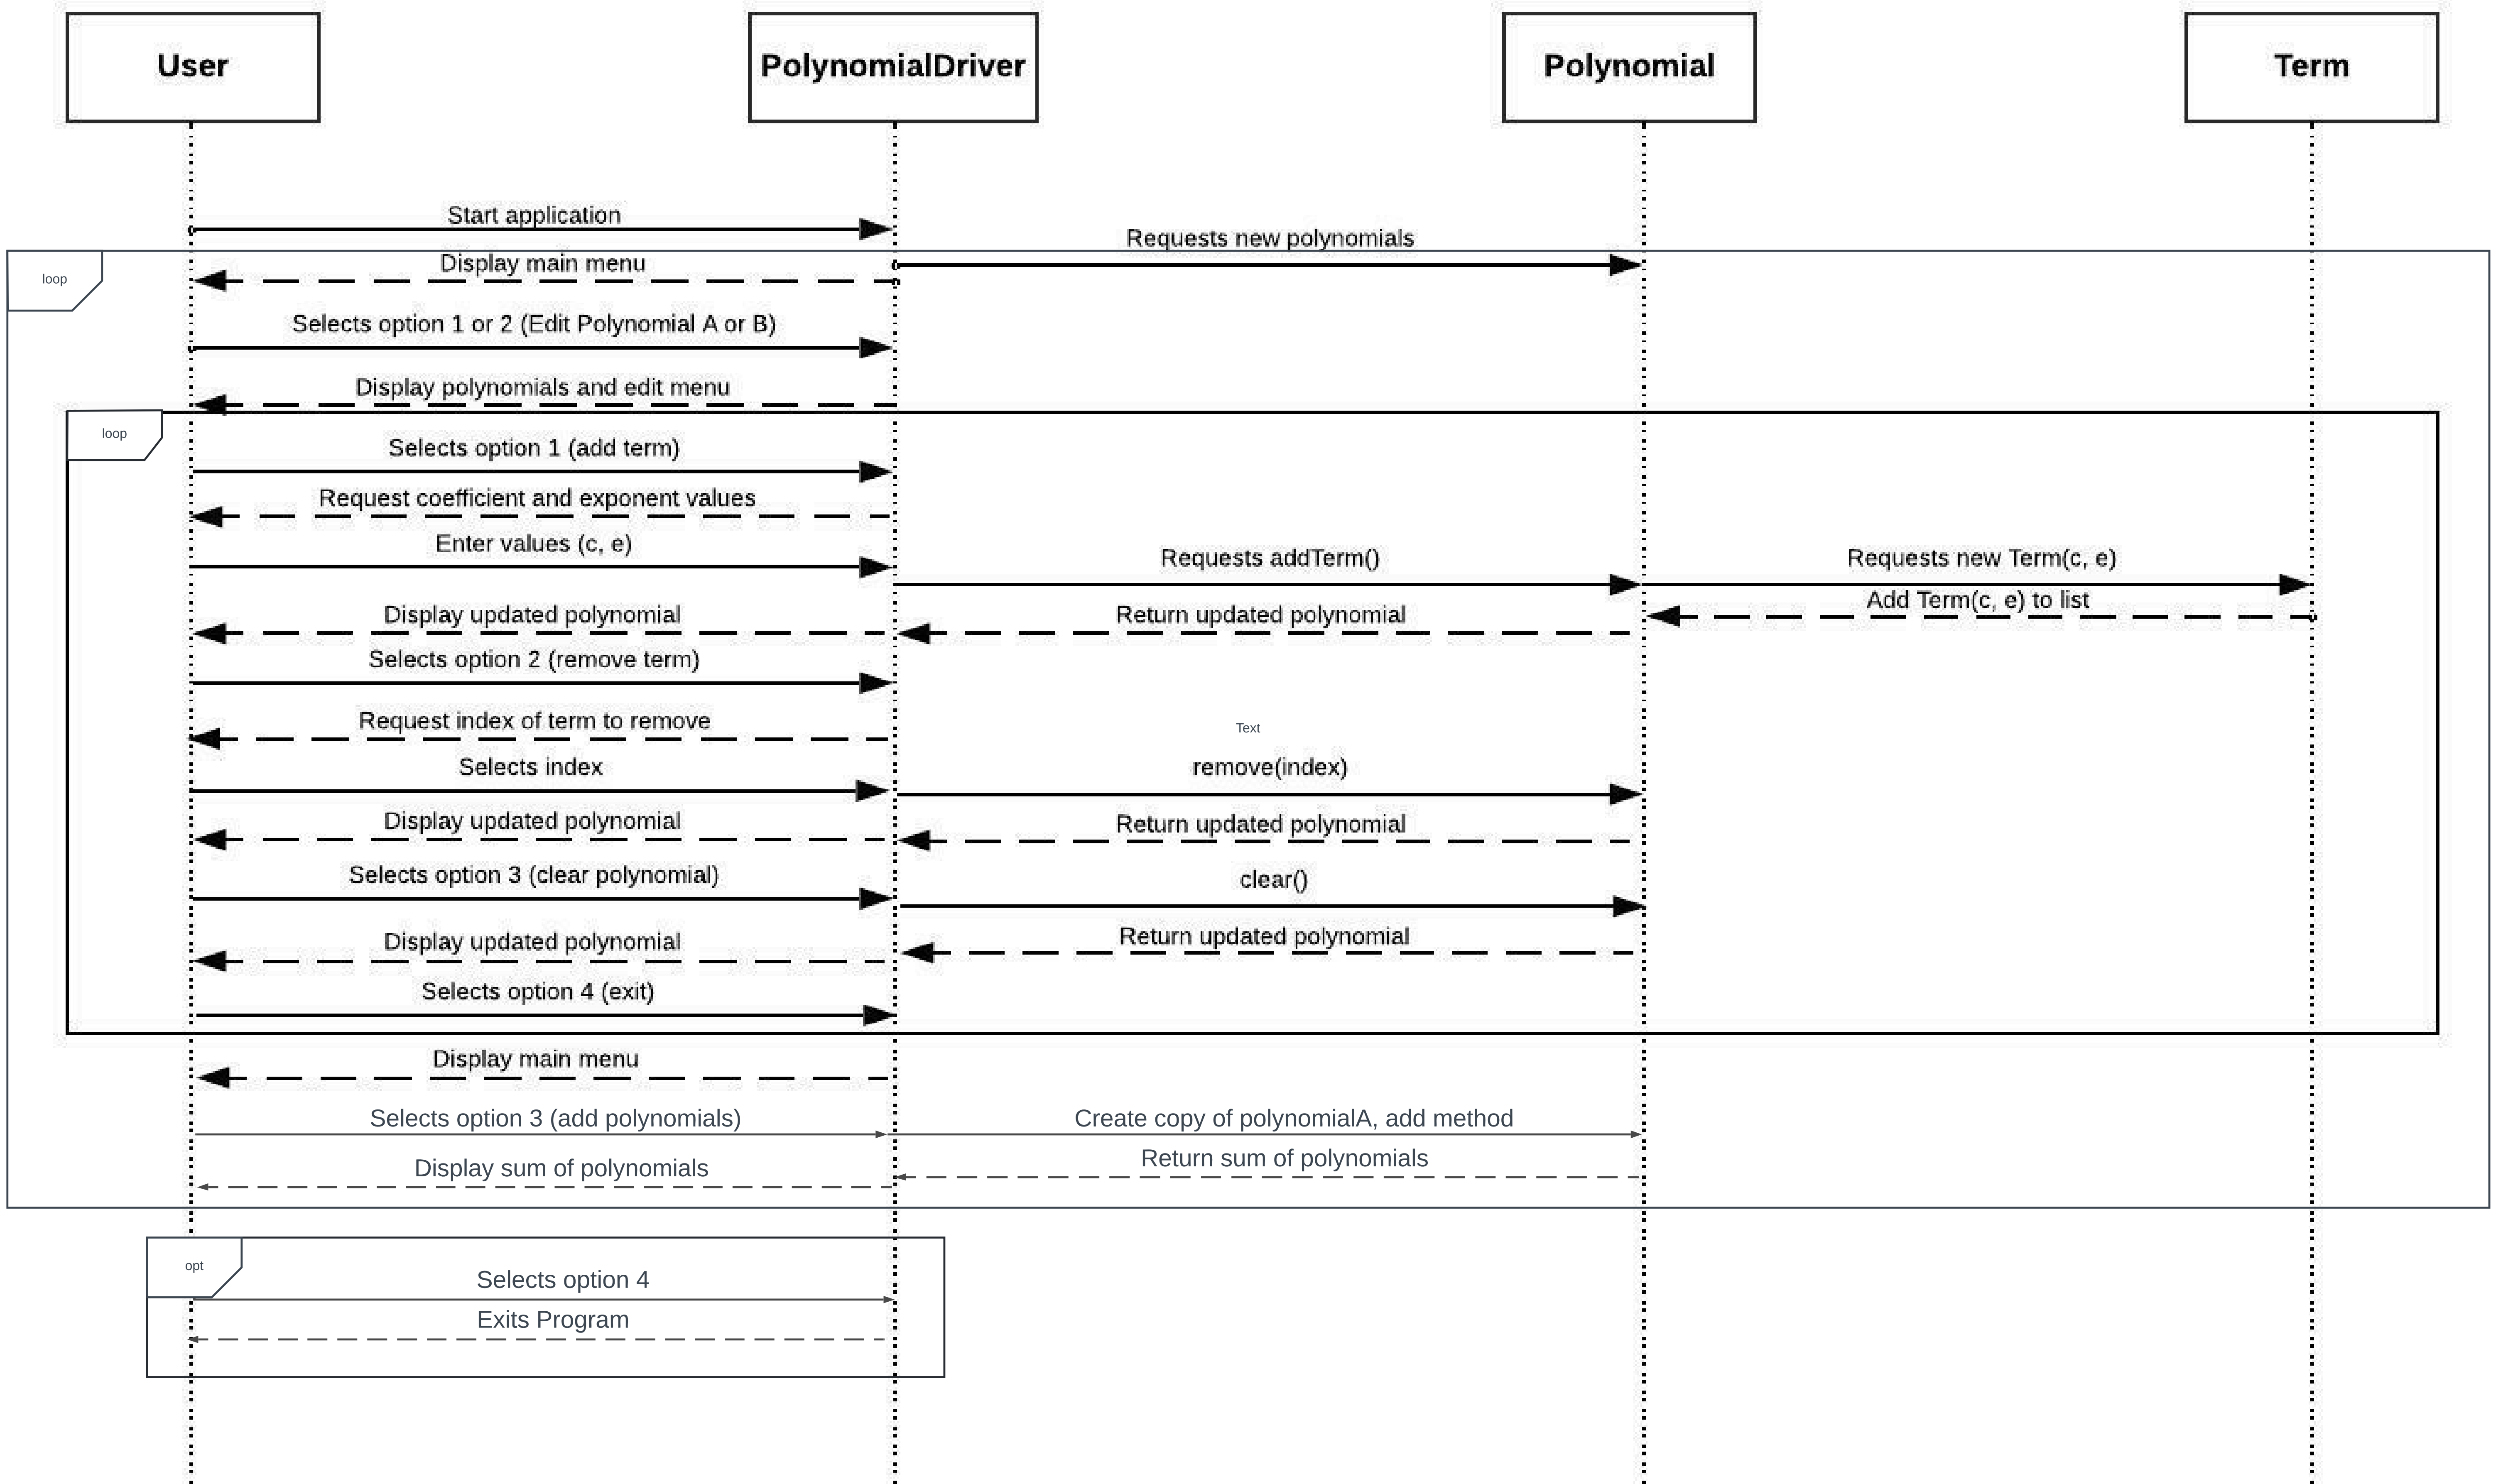 User
PolynomialDriver
Polynomial
Term
Start application
Requests new polynomials
loop
Display main menu
Selects option 1 or 2 (Edit Polynomial A or B)
Display polynomials and edit menu
loop
Selects option 1 (add term)
Request coefficient and exponent values
Enter values (c, e)
Requests addTerm()
Requests new Term(c, e)
Add Term(c, e) to list
Display updated polynomial
Return updated polynomial
Selects option 2 (remove term)
Request index of term to remove
Text
Selects index
remove(index)
Display updated polynomial
Return updated polynomial
Selects option 3 (clear polynomial)
clear()
Display updated polynomial
Return updated polynomial
Selects option 4 (exit)
Display main menu
Selects option 3 (add polynomials)
Create copy of polynomialA, add method
Display sum of polynomials
Return sum of polynomials
opt
Selects option 4
Exits Program